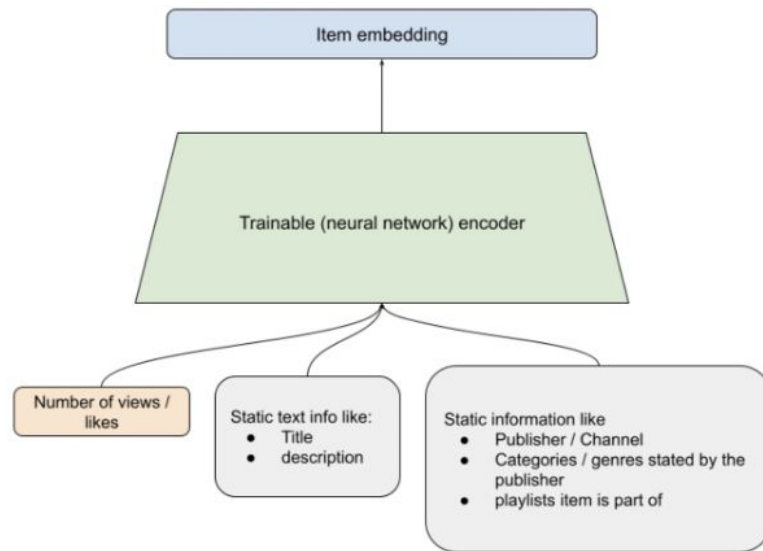 Item embedding
Trainable (neural network) encoder
Number of views /
likes
Static text info like:
● Title
● description
Static information like
● Publisher / Channel
● Categories / genres stated by the
publisher
● playlists item is part of